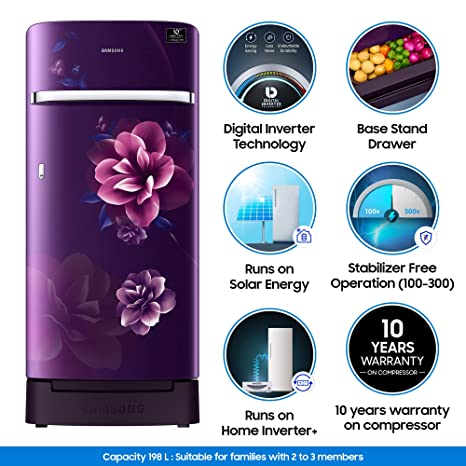 SAMSUNG
10
Energy Saving
Less Noise
Unbeatable Durability
DIGITAL INVERTER
Digital Inverter
Technology
Base Stand
Drawer
Runs on
Solar Energy
100v 300v
Stabilizer Free
Operation (100-300)
Runs on
Home Inverter+
10
YEARS
WARRANTY
ON COMPRESSOR
10 years warranty
on compressor
SAMSUNG
Capacity 198 L : Suitable for families with 2 to 3 members